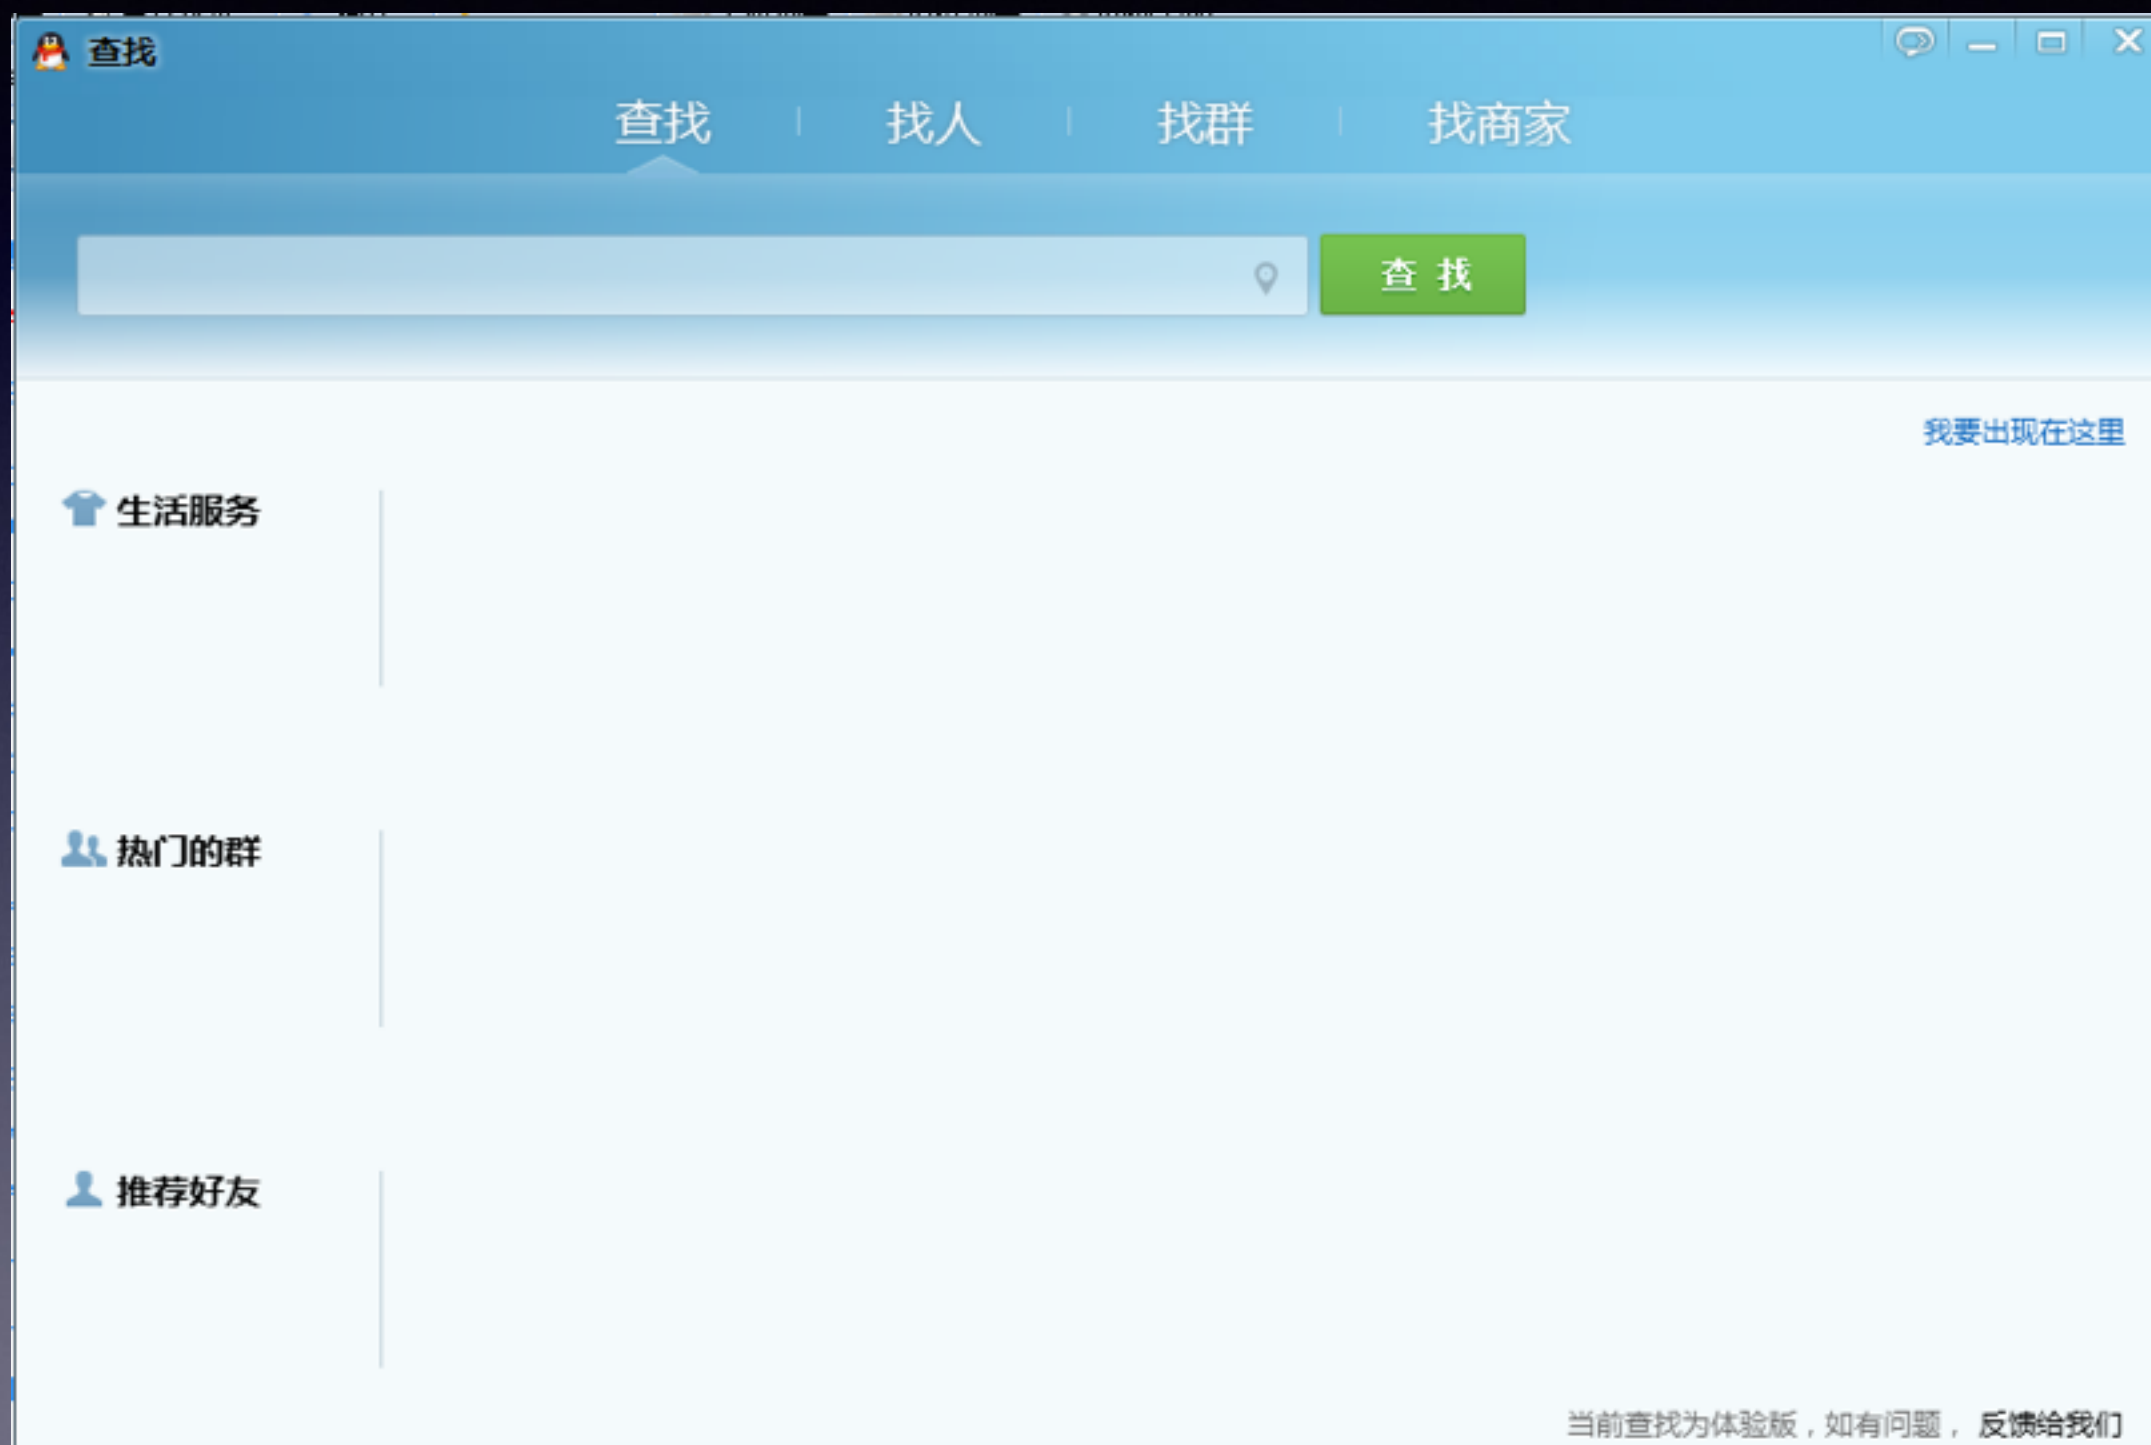 查找
查找 找人 找群 找商家
查 找
我要出现在这里
生活服务
热门的群
推荐好友
当前查找为体验版，如有问题， 反馈给我们